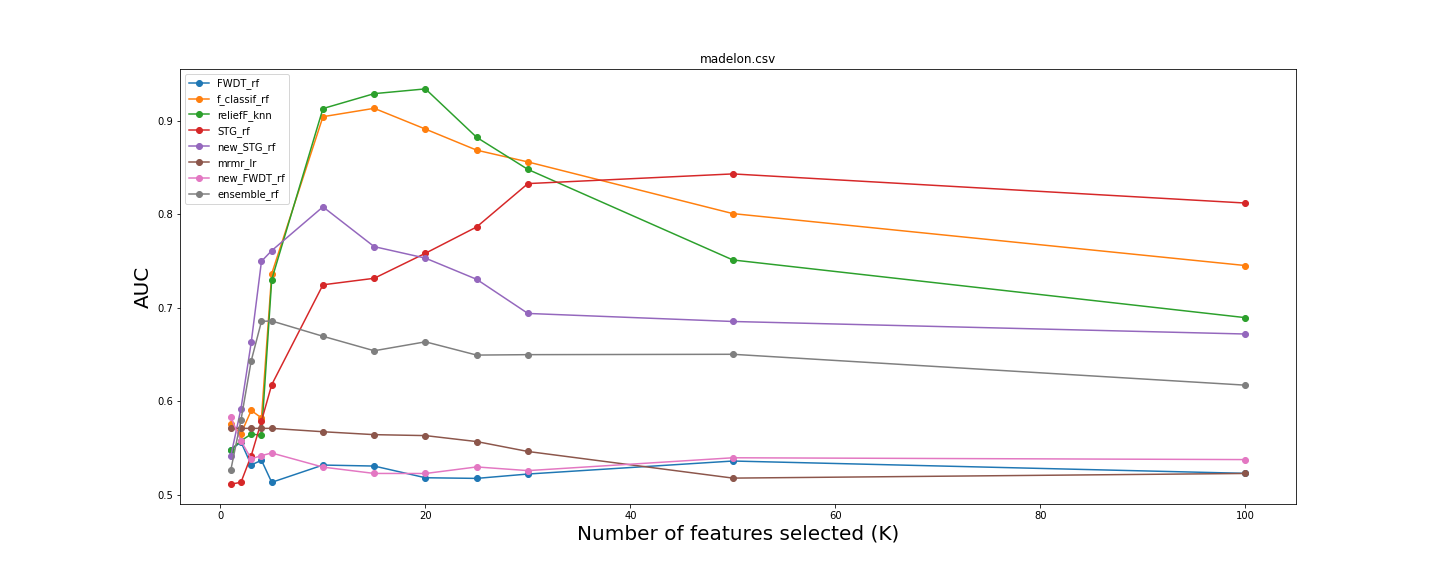 madelon.csv
FWDT_rf
f_classif_rf
reliefF_knn
STG_rf
new_STG_rf
mrmr_lr
new_FWDT_rf
ensemble_rf
AUC
0.9
0.8
0.7
0.6
0.5
0 20 40 60 80 100
Number of features selected (K)